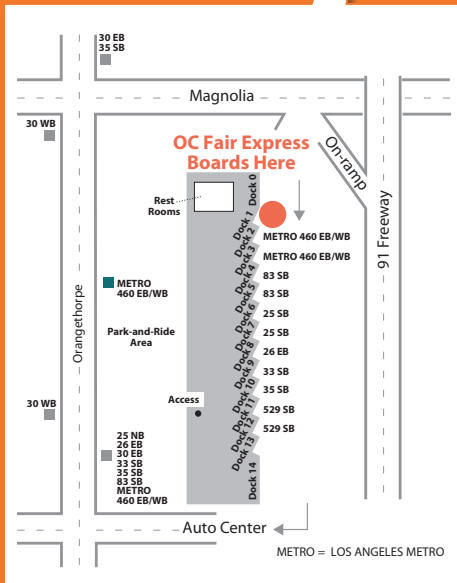 30 EB
35 SB
Magnolia
30 WB
OC Fair Express
Boards Here
On-ramp
Rest
Rooms
Dock 0
Dock 1
Dock 2
METRO 460 EB/WB
Dock 3
METRO 460 EB/WB
Dock 4
83 SB
Dock 5
83 SB
Dock 6
25 SB
Dock 7
25 SB
Dock 8
26 EB
Dock 9
33 SB
Dock 10
35 SB
Dock 11
529 SB
Dock 12
529 SB
Dock 13
Dock 14
91 Freeway
METRO
460 EB/WB
Orangethorpe
Park-and-Ride
Area
Access
30 WB
25 NB
26 EB
30 EB
33 SB
35 SB
83 SB
METRO
460 EB/WB
Auto Center
METRO = LOS ANGELES METRO